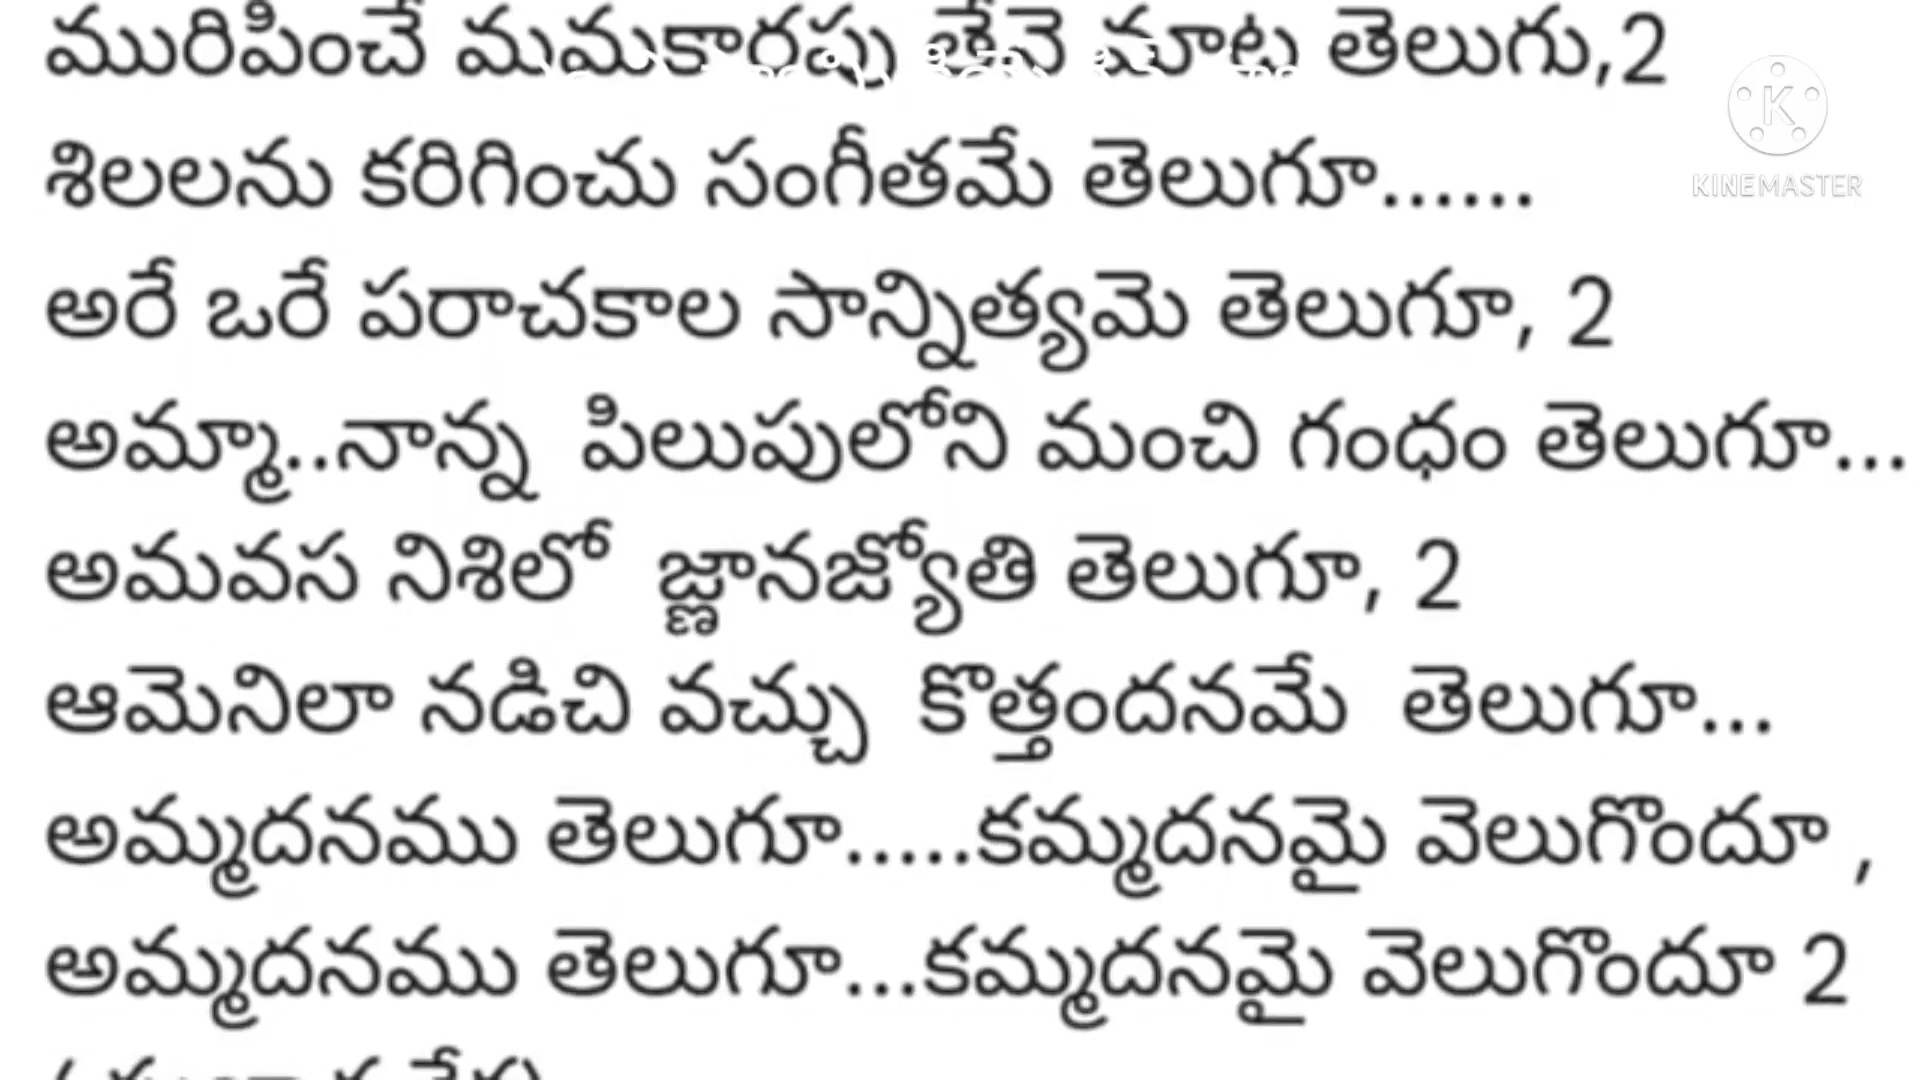 మురిపించే మమకారపు తేనె మాట తెలుగు,2
శిలలను కరిగించు సంగీతమే తెలుగూ......
అరే ఒరే పరాచకాల సాన్నిత్యమె తెలుగూ, 2
అమ్మా..నాన్న పిలుపులోని మంచి గంధం తెలుగూ...
అమవస నిశిలో జ్ఞానజ్యోతి తెలుగూ, 2
ఆమెనిలా నడిచి వచ్చు కొత్తందనమే తెలుగూ...
అమ్మదనము తెలుగూ.....కమ్మదనమై వెలుగొందూ ,
అమ్మదనము తెలుగూ...కమ్మదనమై వెలుగొందూ 2
K
KINEMASTER